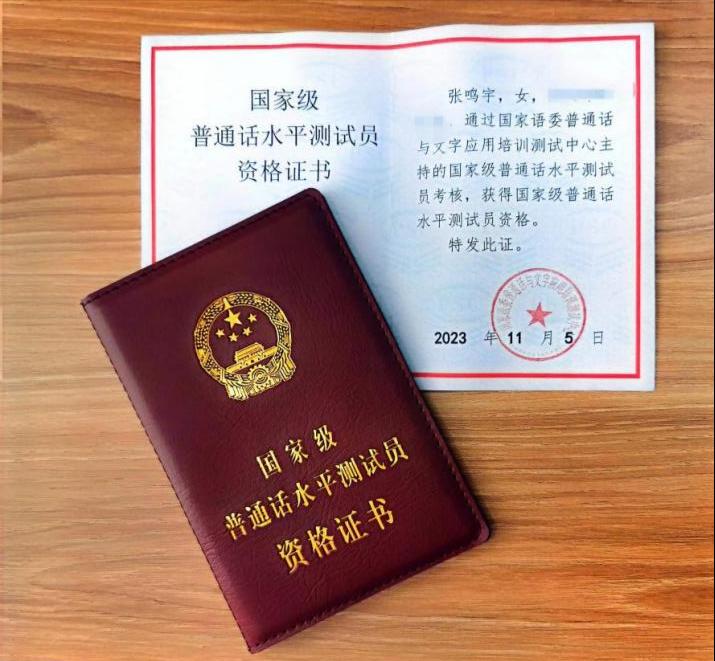 国家级
普通话水平测试员
资格证书
张鸣宇，女，
通过国家语委普通话
与文字应用培训测试中心主
持的国家级普通话水平测试
员考核，获得国家级普通话
水平测试员资格。
特发此证。
2023 年 11 月 5 日
国家级
普通话水平测试员
资格证书